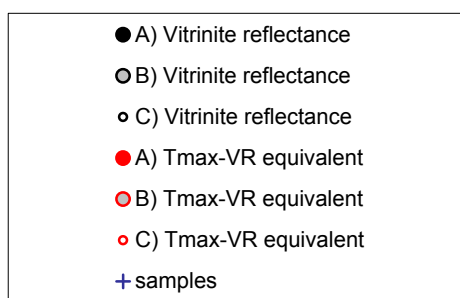 A) Vitrinite reflectance
B) Vitrinite reflectance
C) Vitrinite reflectance
A) Tmax-VR equivalent
B) Tmax-VR equivalent
C) Tmax-VR equivalent
samples